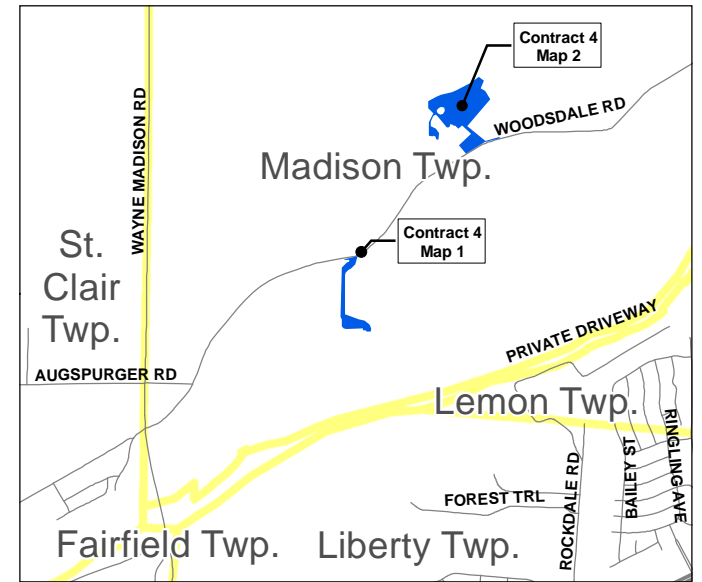 Contract 4
Map 2
WOODSDALE RD
WAYNE MADISON RD
Madison Twp.
St.
Clair
Twp.
Contract 4
Map 1
PRIVATE DRIVEWAY
AUGSPURGER RD
Lemon Twp.
RINGLING AVE
BAILEY ST
ROCKDALE RD
FOREST TRL
Fairfield Twp.
Liberty Twp.